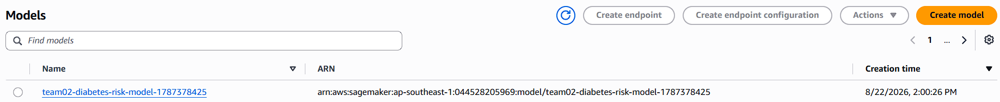 Models
Create endpoint
Create endpoint configuration
Actions
Create model
Find models
1 ...
Name
ARN
Creation time
team02-diabetes-risk-model-1787378425
arn:aws:sagemaker:ap-southeast-1:044528205969:model/team02-diabetes-risk-model-1787378425
8/22/2026, 2:00:26 PM